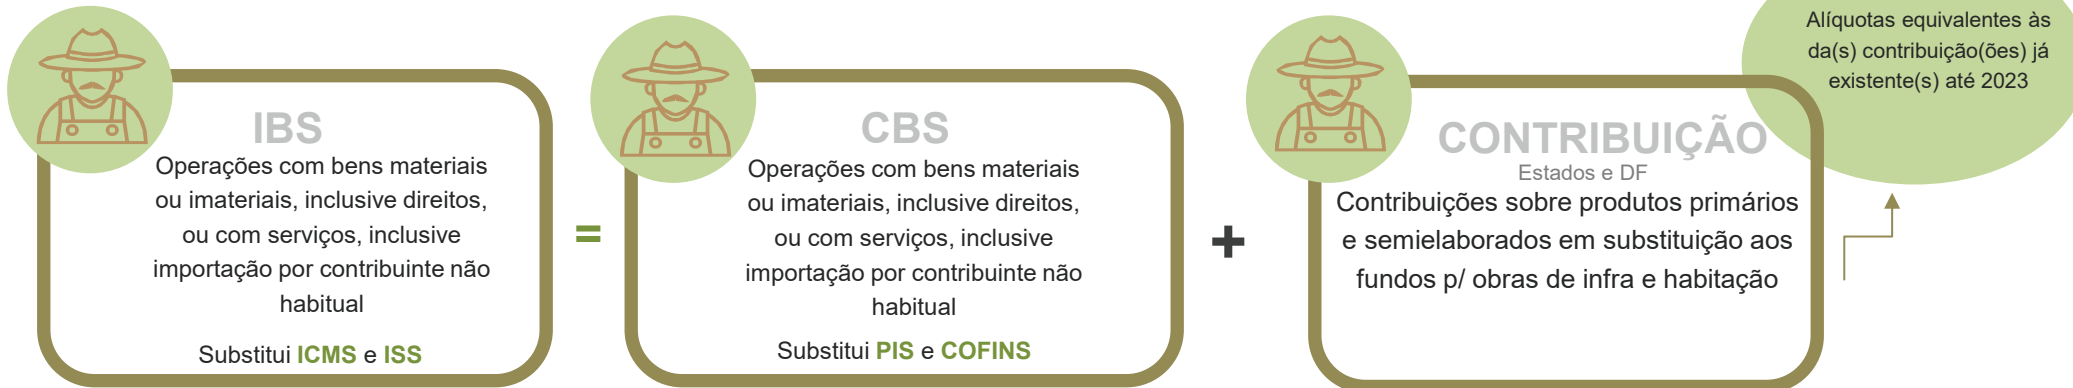 IBS
Operações com bens materiais
ou imateriais, inclusive direitos,
ou com serviços, inclusive
importação por contribuinte não
habitual
Substitui ICMS e ISS
=
CBS
Operações com bens materiais
ou imateriais, inclusive direitos,
ou com serviços, inclusive
importação por contribuinte não
habitual
Substitui PIS e COFINS
+
CONTRIBUIÇÃO
Estados e DF
Contribuições sobre produtos primários
e semielaborados em substituição aos
fundos p/ obras de infra e habitação
Alíquotas equivalentes às
da(s) contribuição(ões) já
existente(s) até 2023